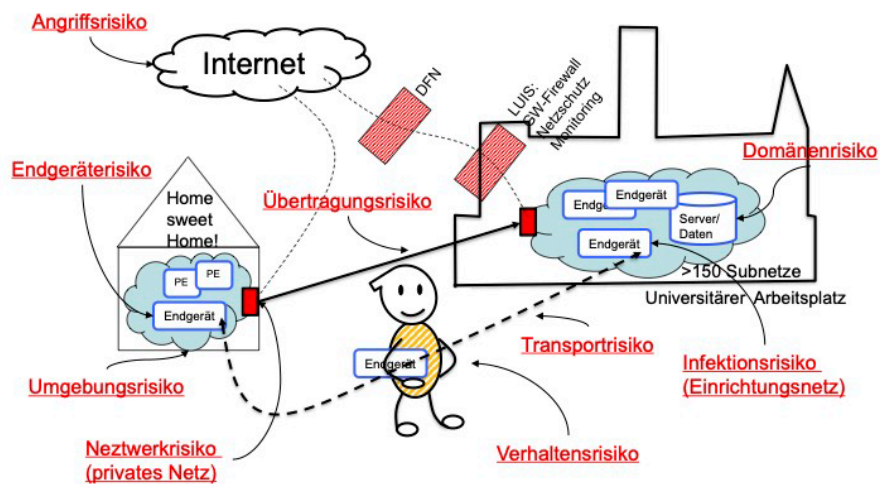 Angriffsrisiko
Internet
DFN
LUIS:
GW-Firewall
Netzschutz
Monitoring
Domänenrisiko
Endgeräterisiko
Home
sweet
Home!
Übertragungsrisiko
Endgerät
Endgerät
Server/
Daten
Endgerät
PE
PE
Endgerät
>150 Subnetze
Universitärer Arbeitsplatz
Endgerät
Transportrisiko
Infektionsrisiko
(Einrichtungsnetz)
Umgebungsrisiko
Neztwerkrisiko
(privates Netz)
Verhaltensrisiko